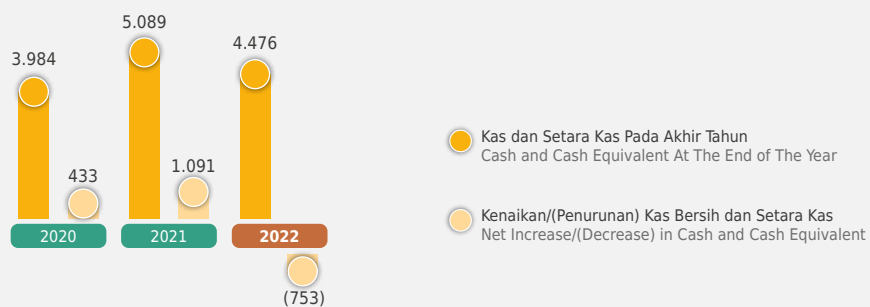 5.089
4.476
3.984
1.091
433
2020
2021
2022
(753)
Kas dan Setara Kas Pada Akhir Tahun
Cash and Cash Equivalent At The End of The Year
Kenaikan/(Penurunan) Kas Bersih dan Setara Kas
Net Increase/(Decrease) in Cash and Cash Equivalent